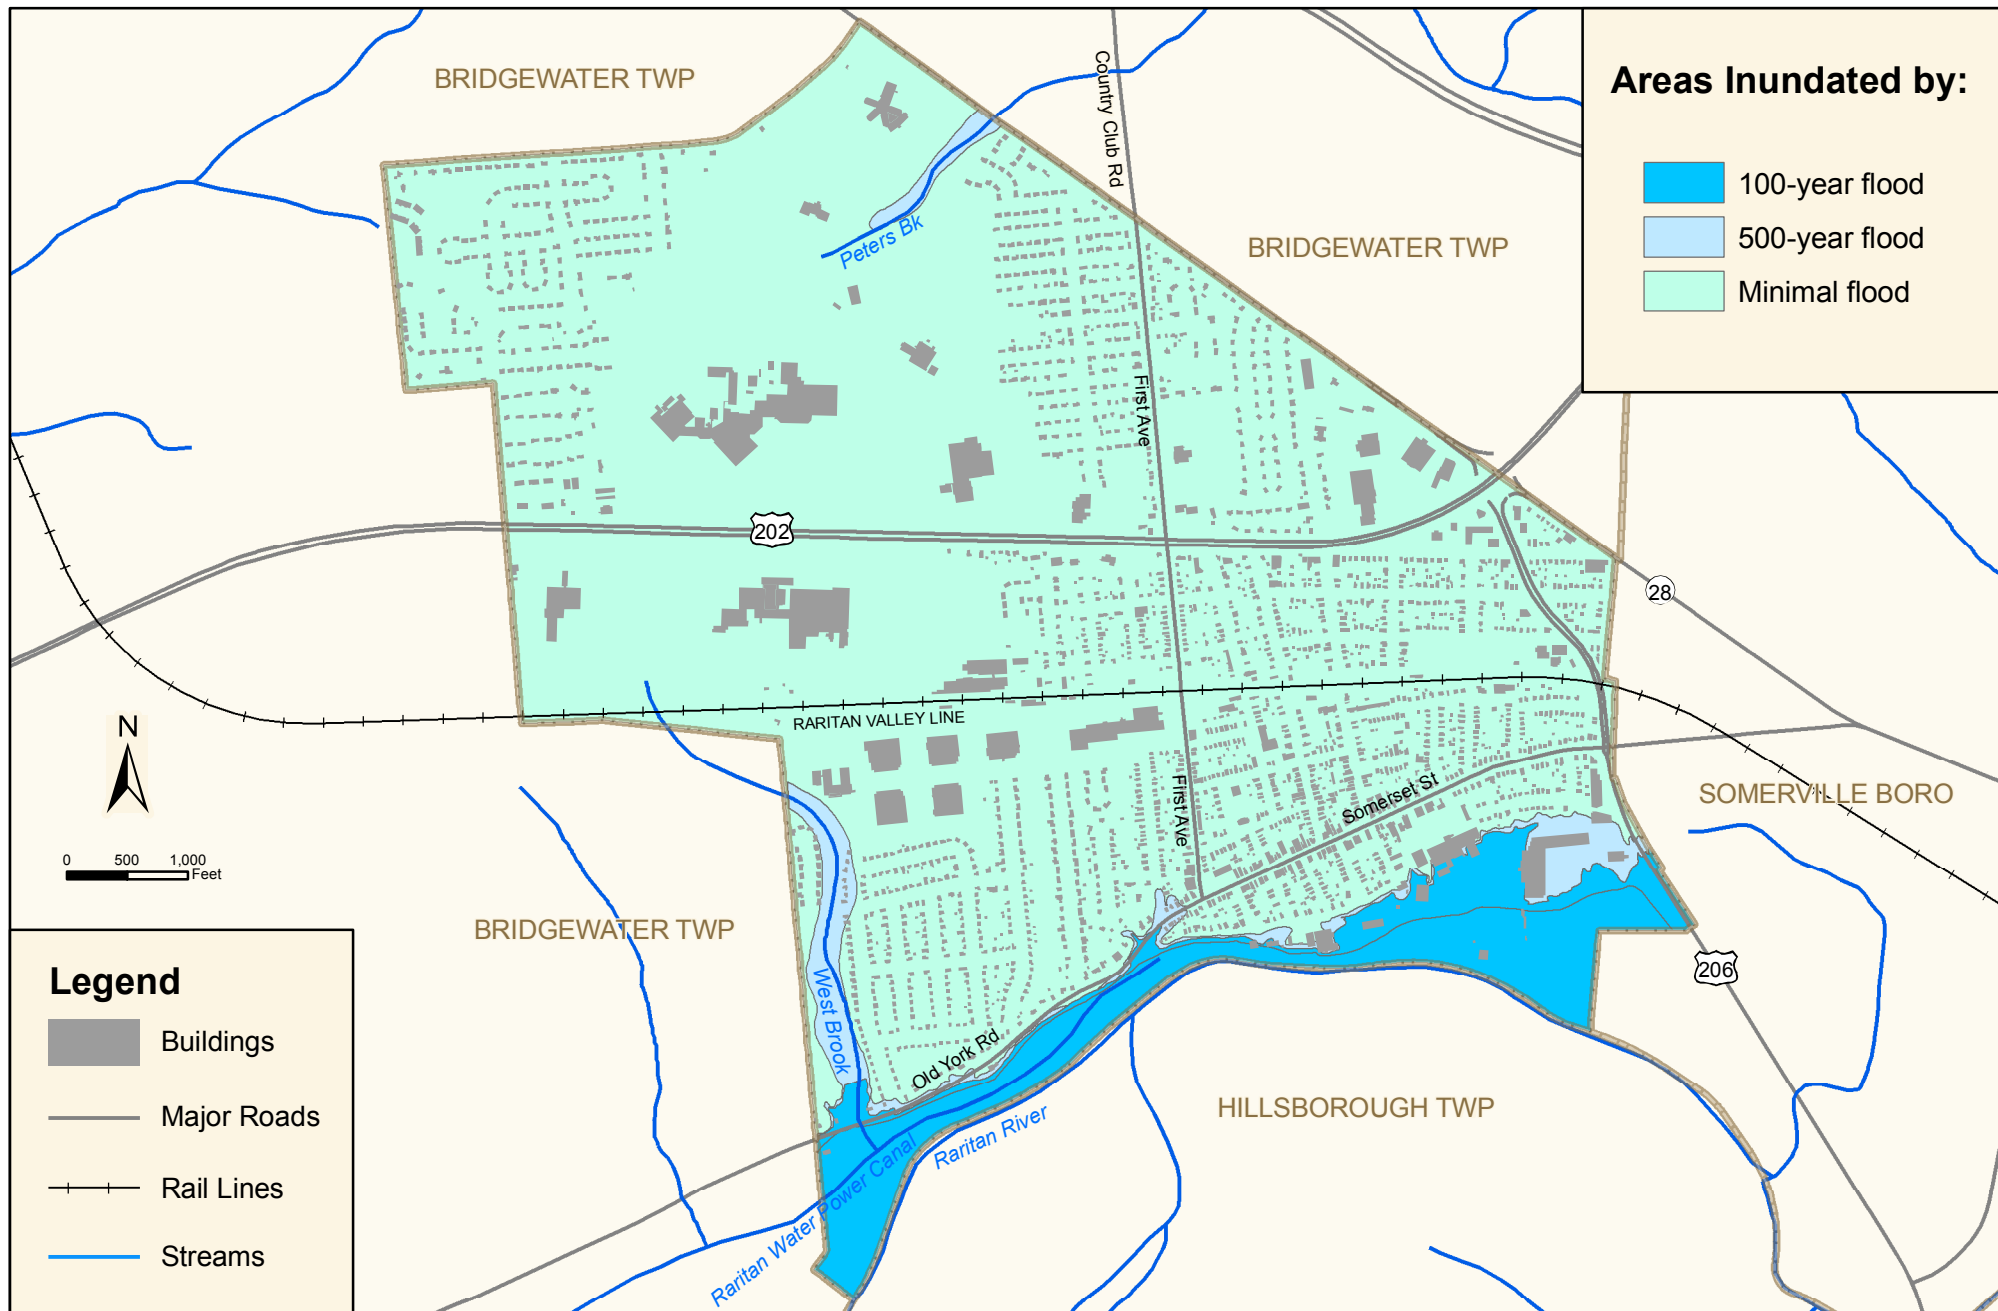 BRIDGEWATER TWP
Country Club Rd
Areas Inundated by:
100-year flood
500-year flood
Minimal flood
Peters Bk
BRIDGEWATER TWP
First Ave
202
28
RARITAN VALLEY LINE
N
First Ave
Somerset St
SOMERVILLE BORO
0 500 1,000
Feet
BRIDGEWATER TWP
West Brook
206
Old York Rd
HILLSBOROUGH TWP
Raritan River
Raritan Water Power Canal
Legend
Buildings
Major Roads
Rail Lines
Streams